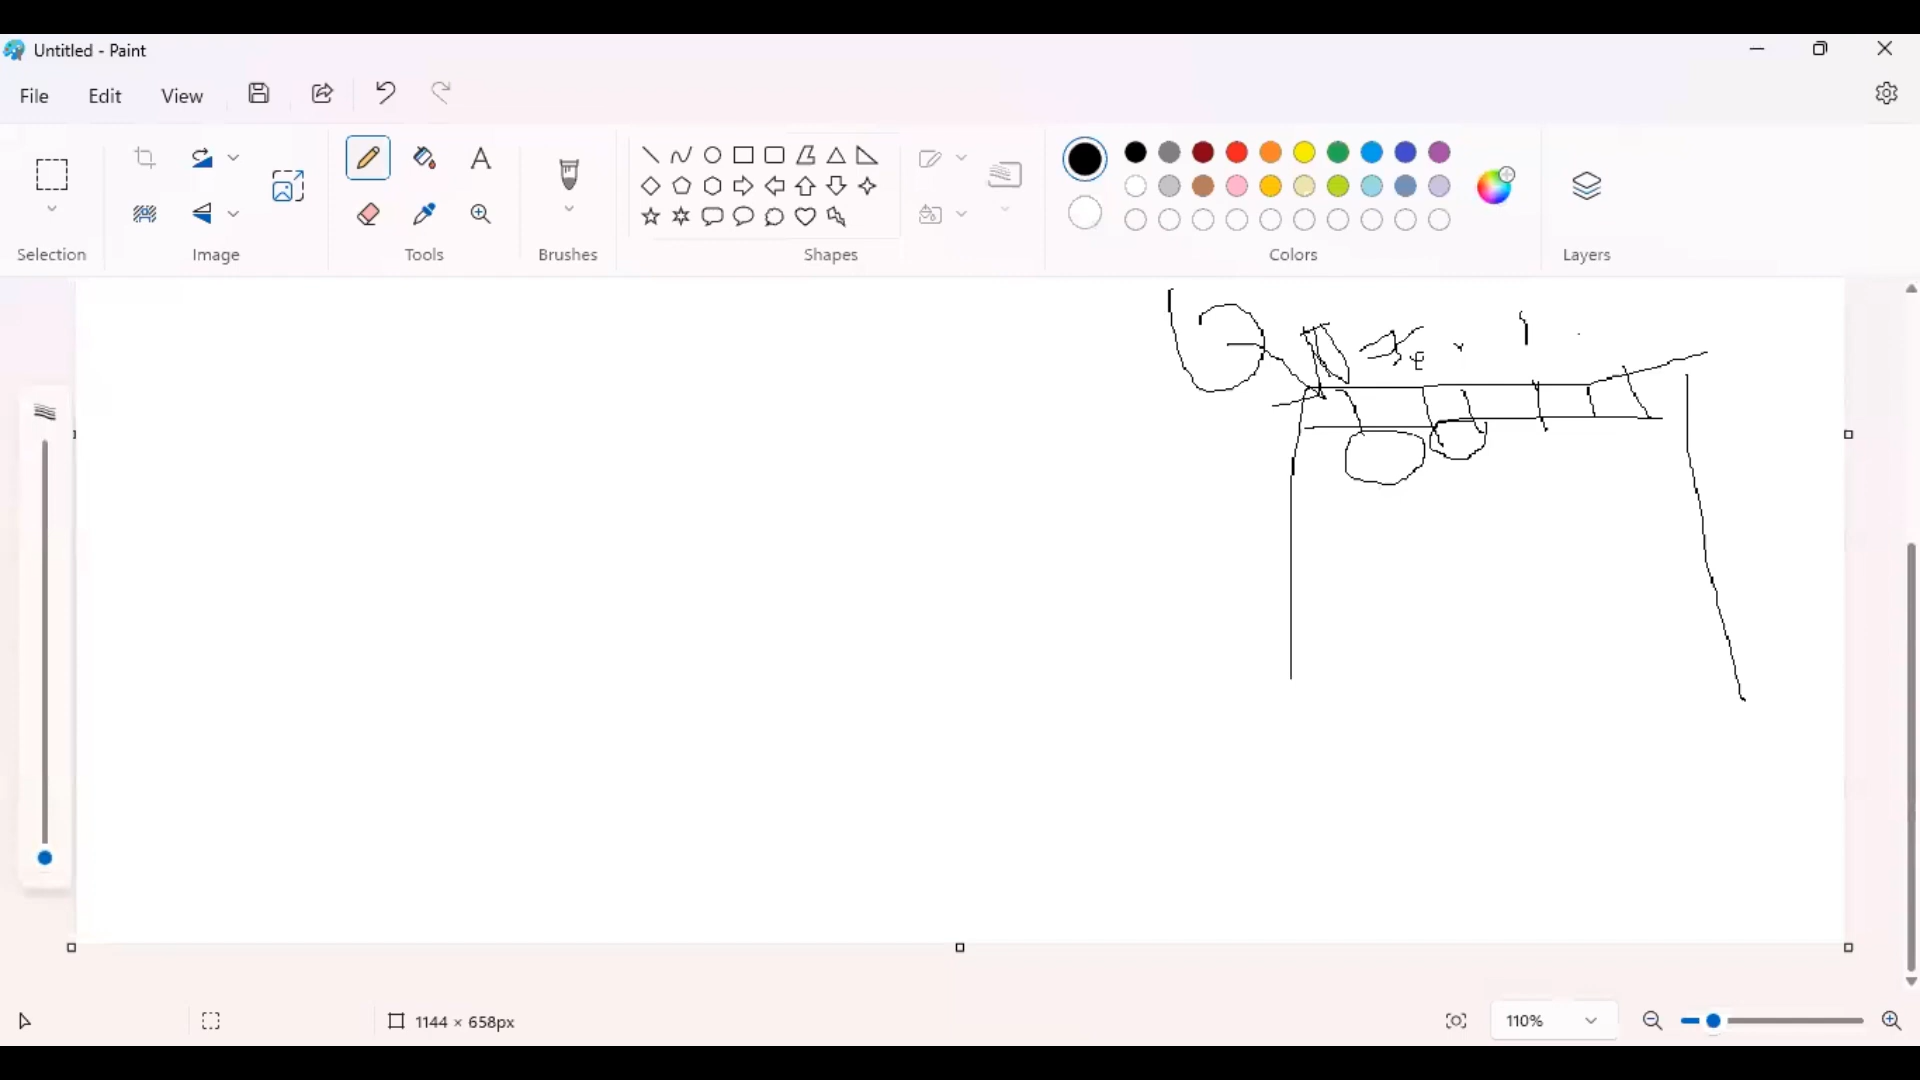 Untitled - Paint
File Edit View
Selection Image Tools Brushes Shapes Colors Layers
1144 × 658px 110%